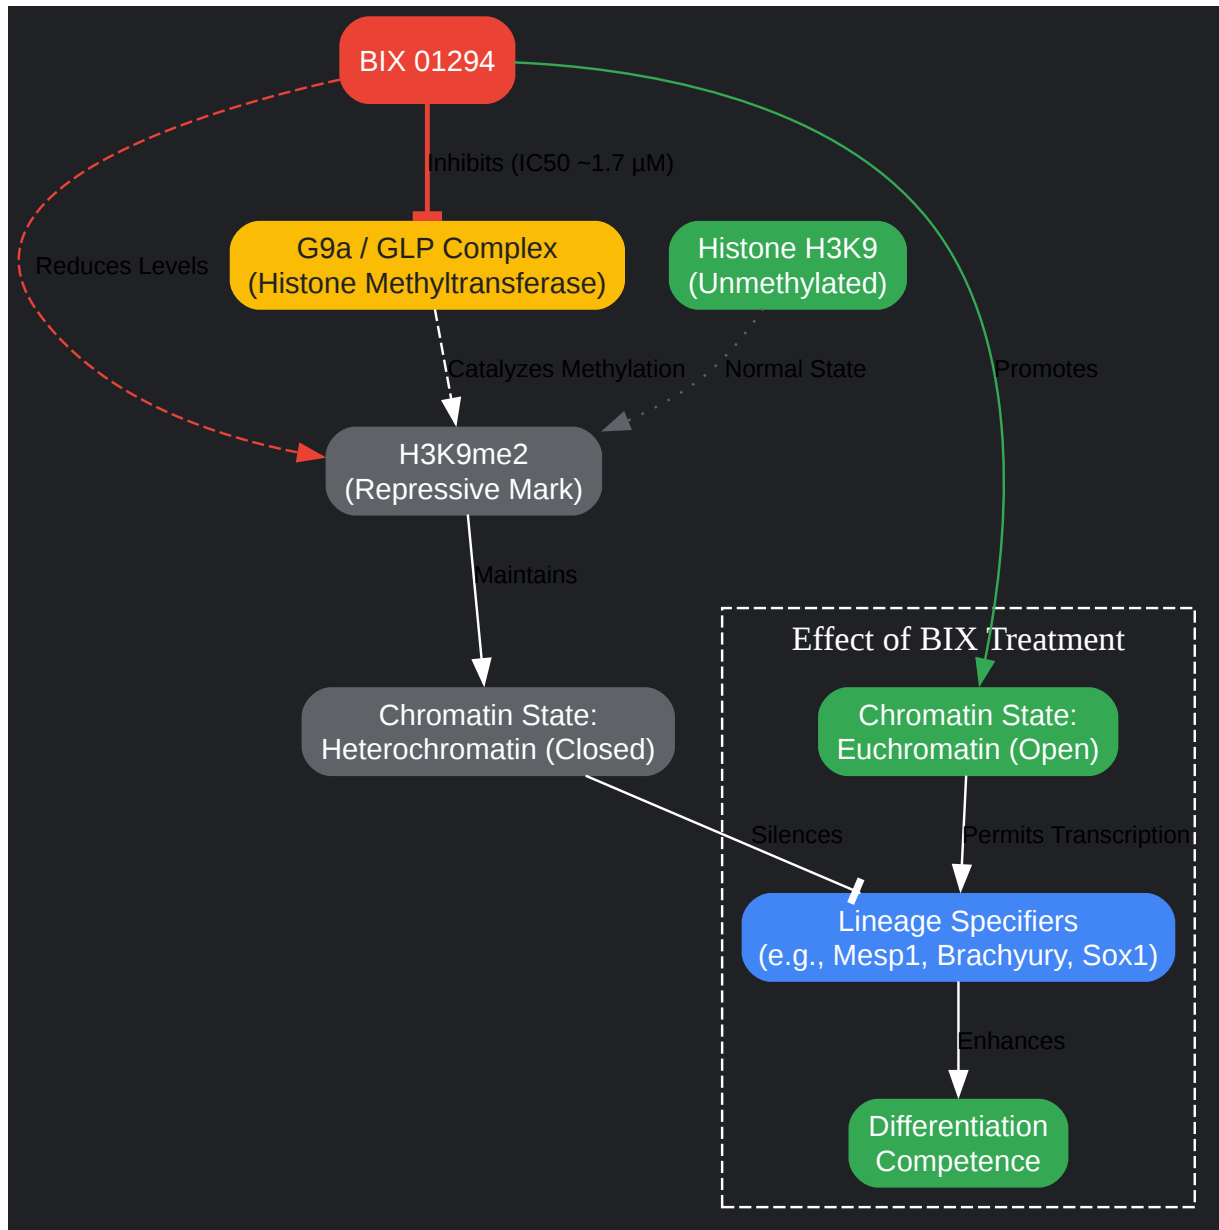 BIX 01294
Inhibits (IC50 ~1.7 µM)
G9a / GLP Complex
(Histone Methyltransferase)
Histone H3K9
(Unmethylated)
Reduces Levels
Catalyzes Methylation
Normal State
Promotes
H3K9me2
(Repressive Mark)
Maintains
Effect of BIX Treatment
Chromatin State:
Heterochromatin (Closed)
Chromatin State:
Euchromatin (Open)
Silences
Permits Transcription
Lineage Specifiers
(e.g., Mesp1, Brachyury, Sox1)
Enhances
Differentiation
Competence